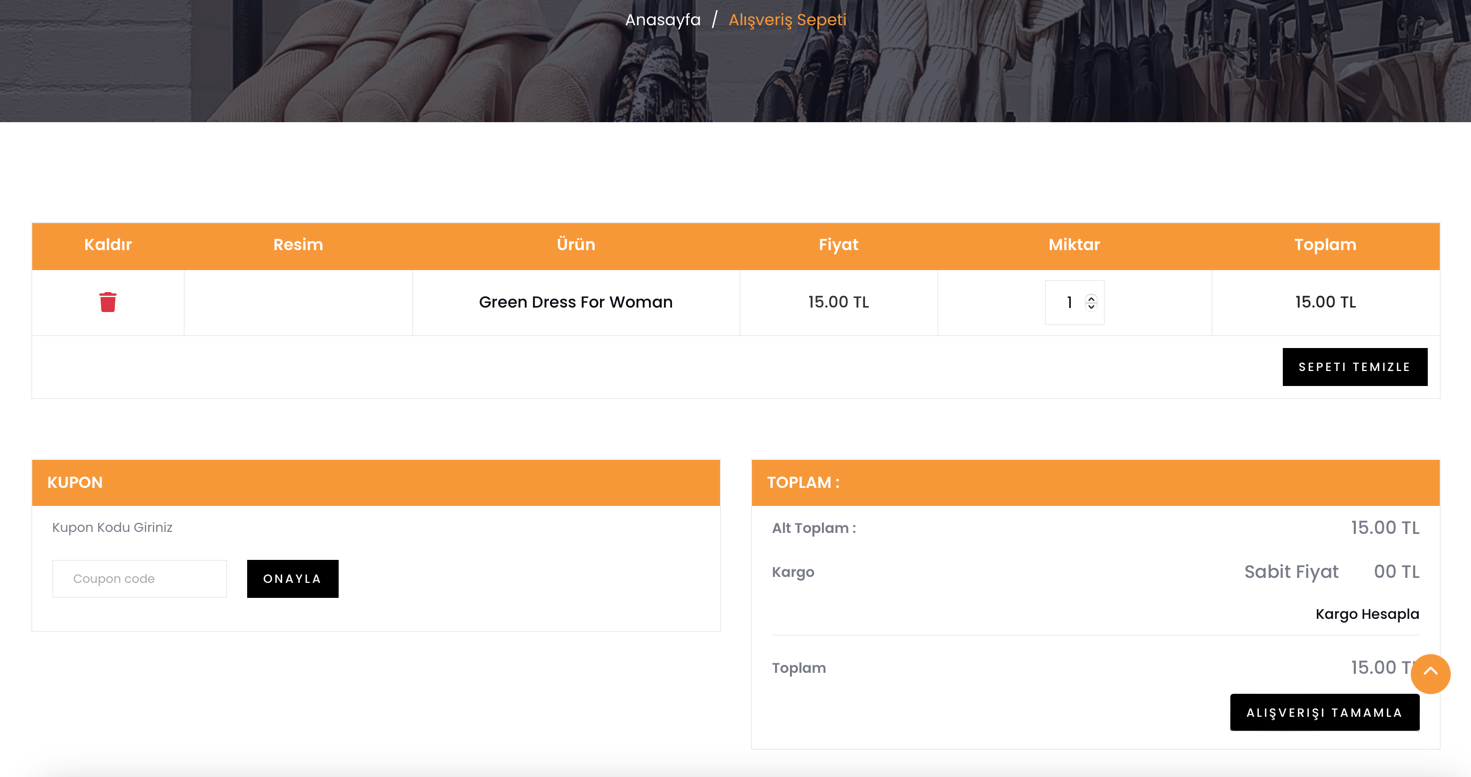 Anasayfa / Alışveriş Sepeti
Kaldır Resim Ürün Fiyat Miktar Toplam
Green Dress For Woman 15.00 TL 1 15.00 TL
SEPETI TEMIZLE
KUPON
Kupon Kodu Giriniz
Coupon code ONAYLA
TOPLAM :
Alt Toplam : 15.00 TL
Kargo Sabit Fiyat 00 TL
Kargo Hesapla
Toplam 15.00 TL
ALIŞVERIŞI TAMAMLA